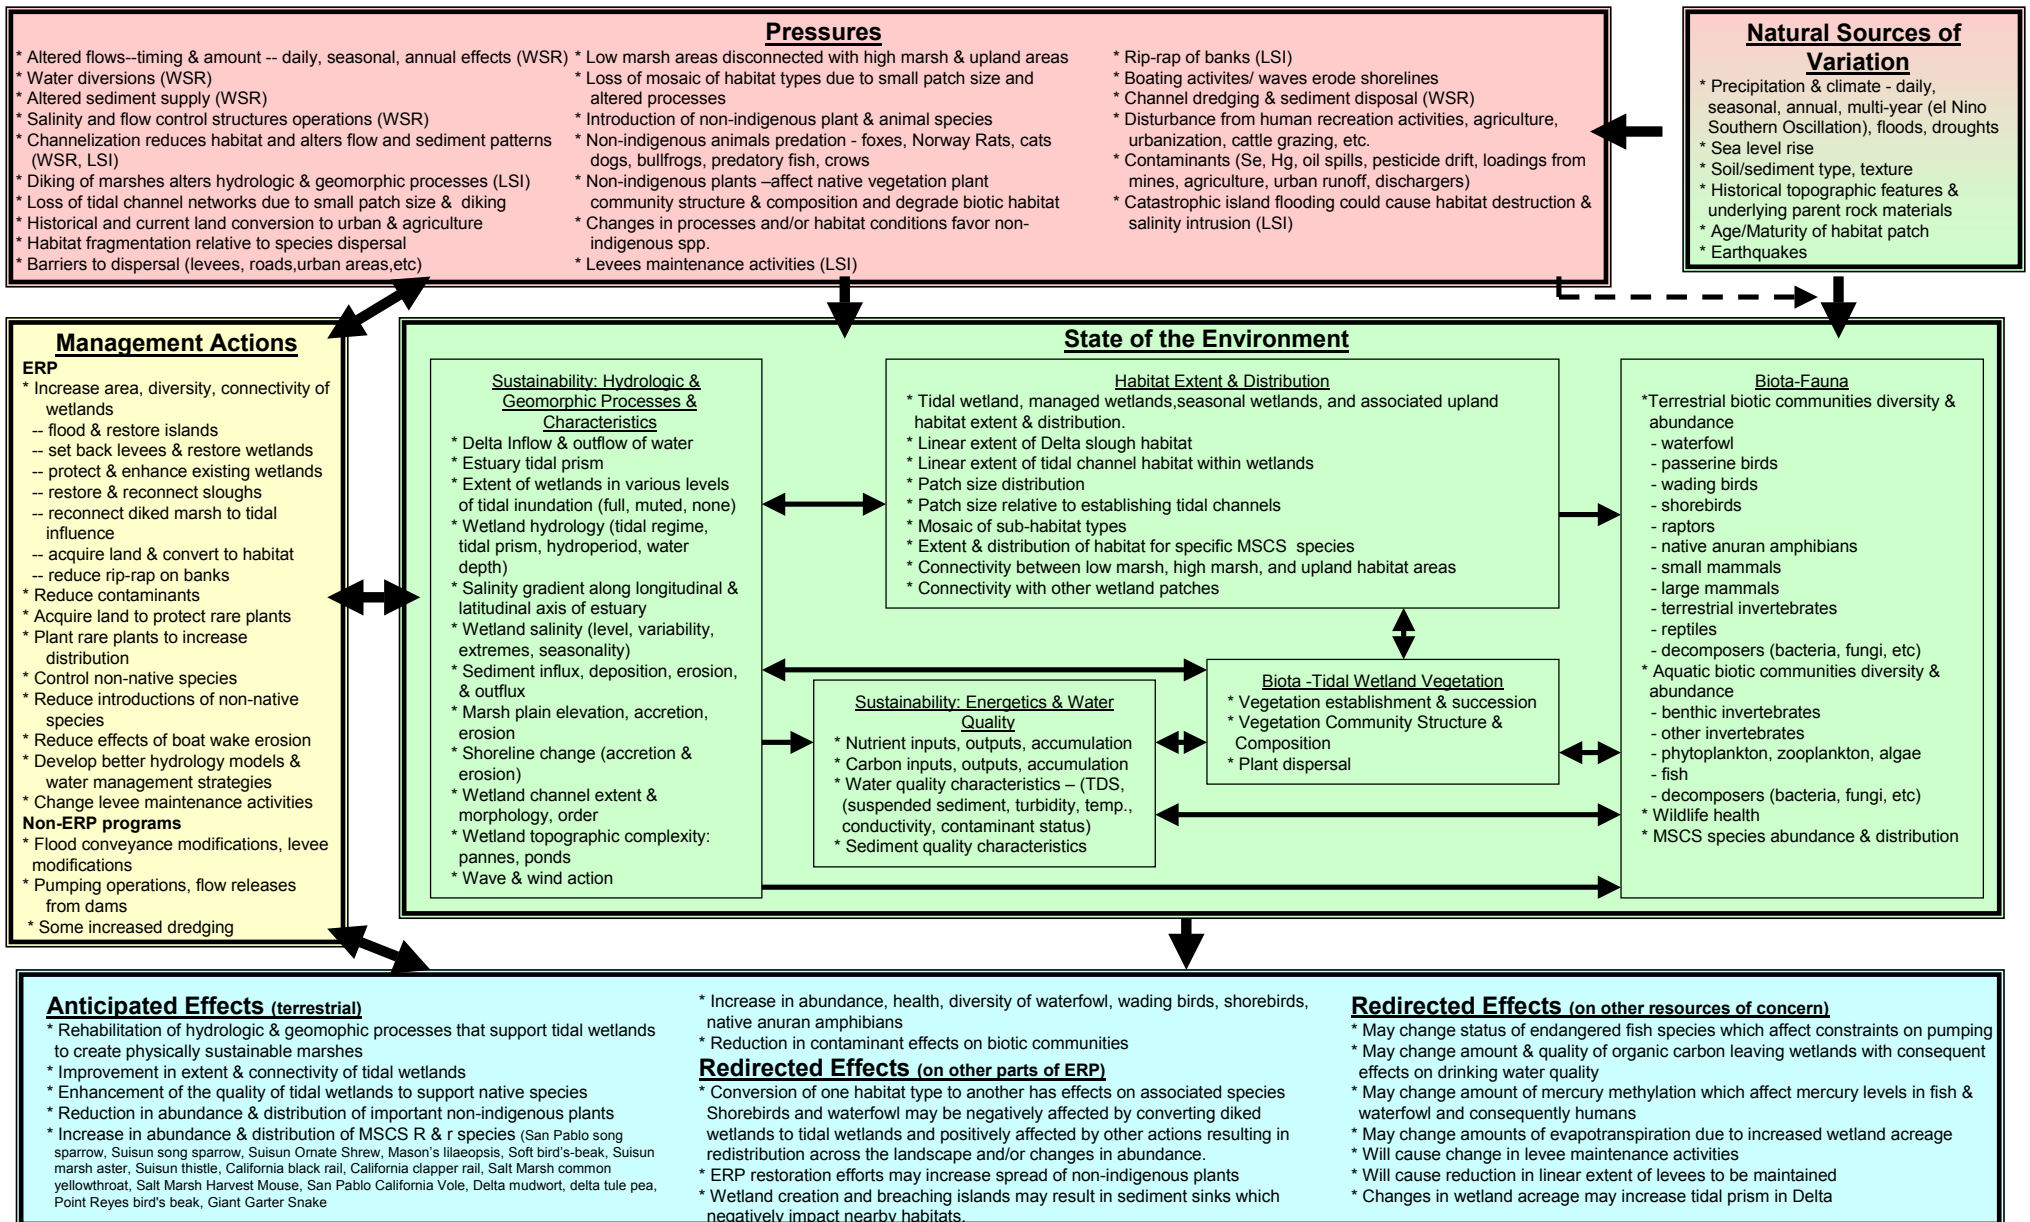 Pressures
* Altered flows--timing & amount -- daily, seasonal, annual effects (WSR)
* Water diversions (WSR)
* Altered sediment supply (WSR)
* Salinity and flow control structures operations (WSR)
* Channelization reduces habitat and alters flow and sediment patterns
(WSR, LSI)
* Diking of marshes alters hydrologic & geomorphic processes (LSI)
* Loss of tidal channel networks due to small patch size & diking
* Historical and current land conversion to urban & agriculture
* Habitat fragmentation relative to species dispersal
* Barriers to dispersal (levees, roads,urban areas,etc)
* Low marsh areas disconnected with high marsh & upland areas
* Loss of mosaic of habitat types due to small patch size and
altered processes
* Introduction of non-indigenous plant & animal species
* Non-indigenous animals predation - foxes, Norway Rats, cats
dogs, bullfrogs, predatory fish, crows
* Non-indigenous plants –affect native vegetation plant
community structure & composition and degrade biotic habitat
* Changes in processes and/or habitat conditions favor non-
indigenous spp.
* Levees maintenance activities (LSI)
* Rip-rap of banks (LSI)
* Boating activites/ waves erode shorelines
* Channel dredging & sediment disposal (WSR)
* Disturbance from human recreation activities, agriculture,
urbanization, cattle grazing, etc.
* Contaminants (Se, Hg, oil spills, pesticide drift, loadings from
mines, agriculture, urban runoff, dischargers)
* Catastrophic island flooding could cause habitat destruction &
salinity intrusion (LSI)
Natural Sources of
Variation
* Precipitation & climate - daily,
seasonal, annual, multi-year (el Nino
Southern Oscillation), floods, droughts
* Sea level rise
* Soil/sediment type, texture
* Historical topographic features &
underlying parent rock materials
* Age/Maturity of habitat patch
* Earthquakes
Management Actions
ERP
* Increase area, diversity, connectivity of
wetlands
-- flood & restore islands
-- set back levees & restore wetlands
-- protect & enhance existing wetlands
-- restore & reconnect sloughs
-- reconnect diked marsh to tidal
influence
-- acquire land & convert to habitat
-- reduce rip-rap on banks
* Reduce contaminants
* Acquire land to protect rare plants
* Plant rare plants to increase
distribution
* Control non-native species
* Reduce introductions of non-native
species
* Reduce effects of boat wake erosion
* Develop better hydrology models &
water management strategies
* Change levee maintenance activities
Non-ERP programs
* Flood conveyance modifications, levee
modifications
* Pumping operations, flow releases
from dams
* Some increased dredging
State of the Environment
Sustainability: Hydrologic &
Geomorphic Processes &
Characteristics
* Delta Inflow & outflow of water
* Estuary tidal prism
* Extent of wetlands in various levels
of tidal inundation (full, muted, none)
* Wetland hydrology (tidal regime,
tidal prism, hydroperiod, water
depth)
* Salinity gradient along longitudinal &
latitudinal axis of estuary
* Wetland salinity (level, variability,
extremes, seasonality)
* Sediment influx, deposition, erosion,
& outflux
* Marsh plain elevation, accretion,
erosion
* Shoreline change (accretion &
erosion)
* Wetland channel extent &
morphology, order
* Wetland topographic complexity:
pannes, ponds
* Wave & wind action
Habitat Extent & Distribution
* Tidal wetland, managed wetlands,seasonal wetlands, and associated upland
habitat extent & distribution.
* Linear extent of Delta slough habitat
* Linear extent of tidal channel habitat within wetlands
* Patch size distribution
* Patch size relative to establishing tidal channels
* Mosaic of sub-habitat types
* Extent & distribution of habitat for specific MSCS species
* Connectivity between low marsh, high marsh, and upland habitat areas
* Connectivity with other wetland patches
Sustainability: Energetics & Water
Quality
* Nutrient inputs, outputs, accumulation
* Carbon inputs, outputs, accumulation
* Water quality characteristics – (TDS,
(suspended sediment, turbidity, temp.,
conductivity, contaminant status)
* Sediment quality characteristics
Biota -Tidal Wetland Vegetation
* Vegetation establishment & succession
* Vegetation Community Structure &
Composition
* Plant dispersal
Biota-Fauna
*Terrestrial biotic communities diversity &
abundance
- waterfowl
- passerine birds
- wading birds
- shorebirds
- raptors
- native anuran amphibians
- small mammals
- large mammals
- terrestrial invertebrates
- reptiles
- decomposers (bacteria, fungi, etc)
* Aquatic biotic communities diversity &
abundance
- benthic invertebrates
- other invertebrates
- phytoplankton, zooplankton, algae
- fish
- decomposers (bacteria, fungi, etc)
* Wildlife health
* MSCS species abundance & distribution
Anticipated Effects (terrestrial)
* Rehabilitation of hydrologic & geomophic processes that support tidal wetlands
to create physically sustainable marshes
* Improvement in extent & connectivity of tidal wetlands
* Enhancement of the quality of tidal wetlands to support native species
* Reduction in abundance & distribution of important non-indigenous plants
* Increase in abundance & distribution of MSCS R & r species (San Pablo song
sparrow, Suisun song sparrow, Suisun Ornate Shrew, Mason's lilaeopsis, Soft bird's-beak, Suisun
marsh aster, Suisun thistle, California black rail, California clapper rail, Salt Marsh common
yellowthroat, Salt Marsh Harvest Mouse, San Pablo California Vole, Delta mudwort, delta tule pea,
Point Reyes bird's beak, Giant Garter Snake
* Increase in abundance, health, diversity of waterfowl, wading birds, shorebirds,
native anuran amphibians
* Reduction in contaminant effects on biotic communities
Redirected Effects (on other parts of ERP)
* Conversion of one habitat type to another has effects on associated species
Shorebirds and waterfowl may be negatively affected by converting diked
wetlands to tidal wetlands and positively affected by other actions resulting in
redistribution across the landscape and/or changes in abundance.
* ERP restoration efforts may increase spread of non-indigenous plants
* Wetland creation and breaching islands may result in sediment sinks which
negatively impact nearby habitats.
Redirected Effects (on other resources of concern)
* May change status of endangered fish species which affect constraints on pumping
* May change amount & quality of organic carbon leaving wetlands with consequent
effects on drinking water quality
* May change amount of mercury methylation which affect mercury levels in fish &
waterfowl and consequently humans
* May change amounts of evapotranspiration due to increased wetland acreage
* Will cause change in levee maintenance activities
* Will cause reduction in linear extent of levees to be maintained
* Changes in wetland acreage may increase tidal prism in Delta